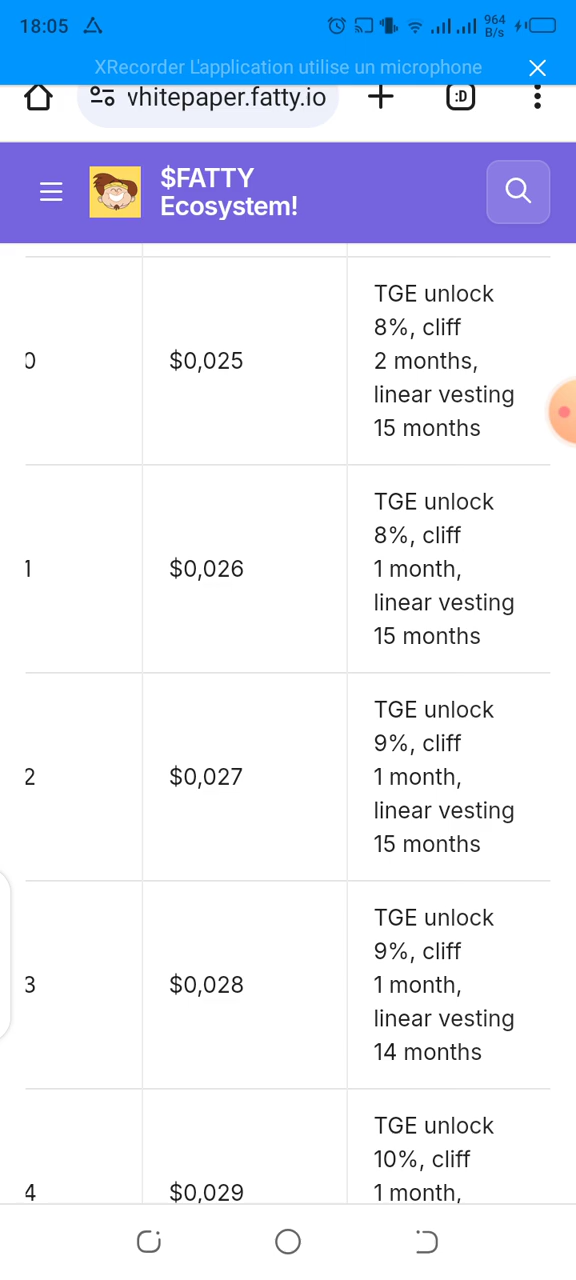 18:05
964
B/s
XRecorder L'application utilise un microphone
whitepaper.fatty.io
:D
$FATTY
Ecosystem!
0
$0,025
TGE unlock
8%, cliff
2 months,
linear vesting
15 months
1
$0,026
TGE unlock
8%, cliff
1 month,
linear vesting
15 months
2
$0,027
TGE unlock
9%, cliff
1 month,
linear vesting
15 months
3
$0,028
TGE unlock
9%, cliff
1 month,
linear vesting
14 months
4
$0,029
TGE unlock
10%, cliff
1 month,